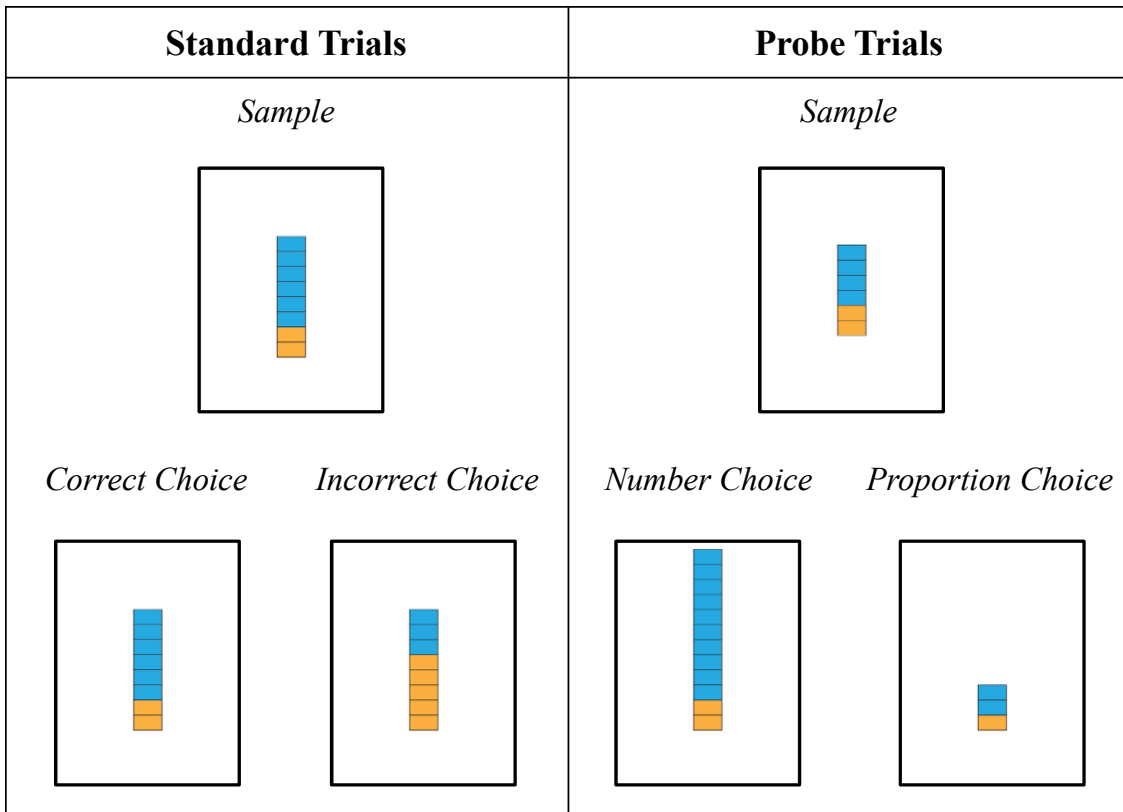 Standard Trials
Probe Trials
Sample
Sample
Correct Choice
Incorrect Choice
Number Choice
Proportion Choice